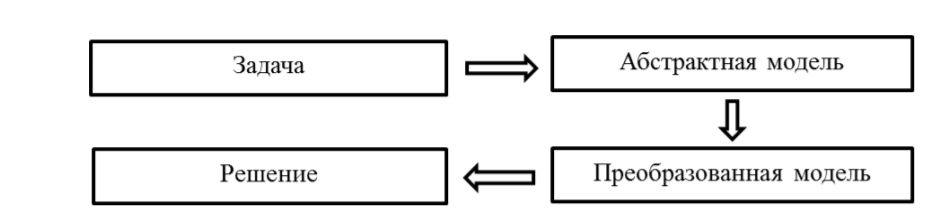 Задача
Абстрактная модель
Решение
Преобразованная модель